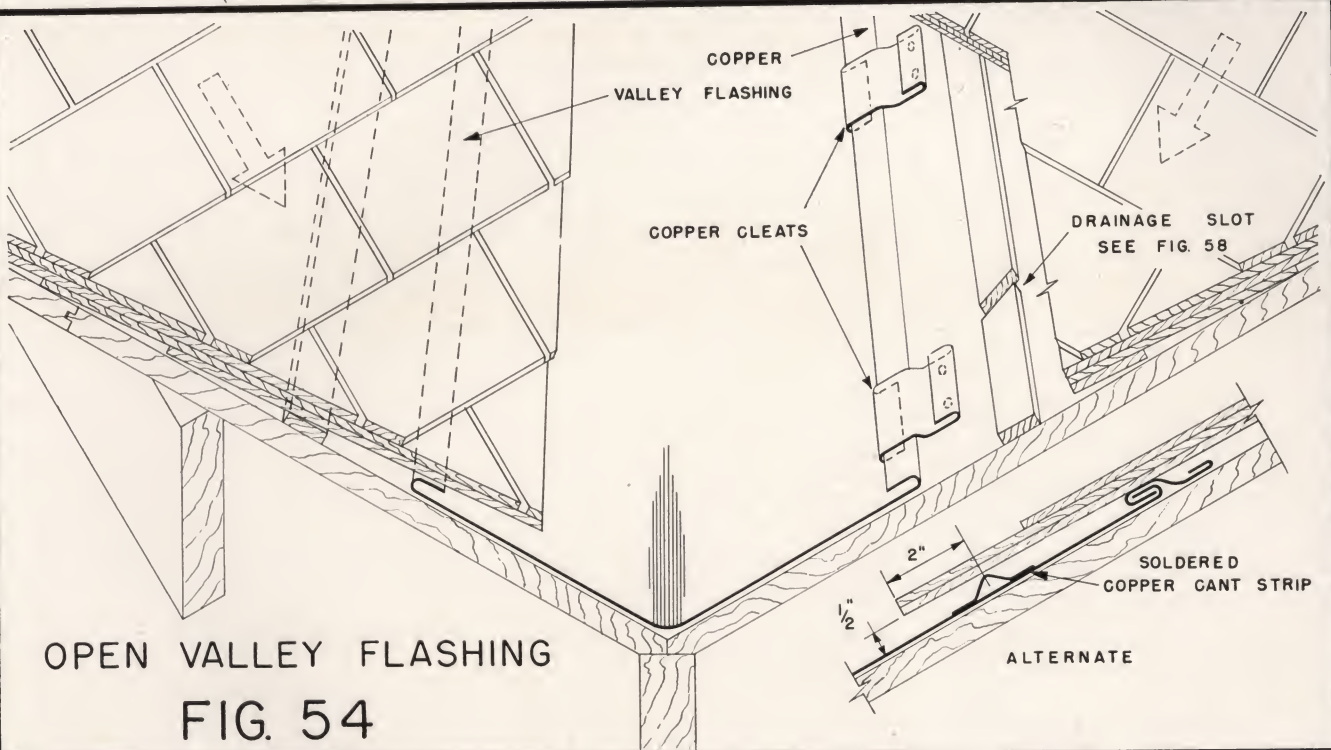 COPPER
VALLEY FLASHING
COPPER CLEATS
DRAINAGE SLOT
SEE FIG. 58
2"
1/2"
SOLDERED
COPPER CANT STRIP
ALTERNATE
OPEN VALLEY FLASHING
FIG. 54